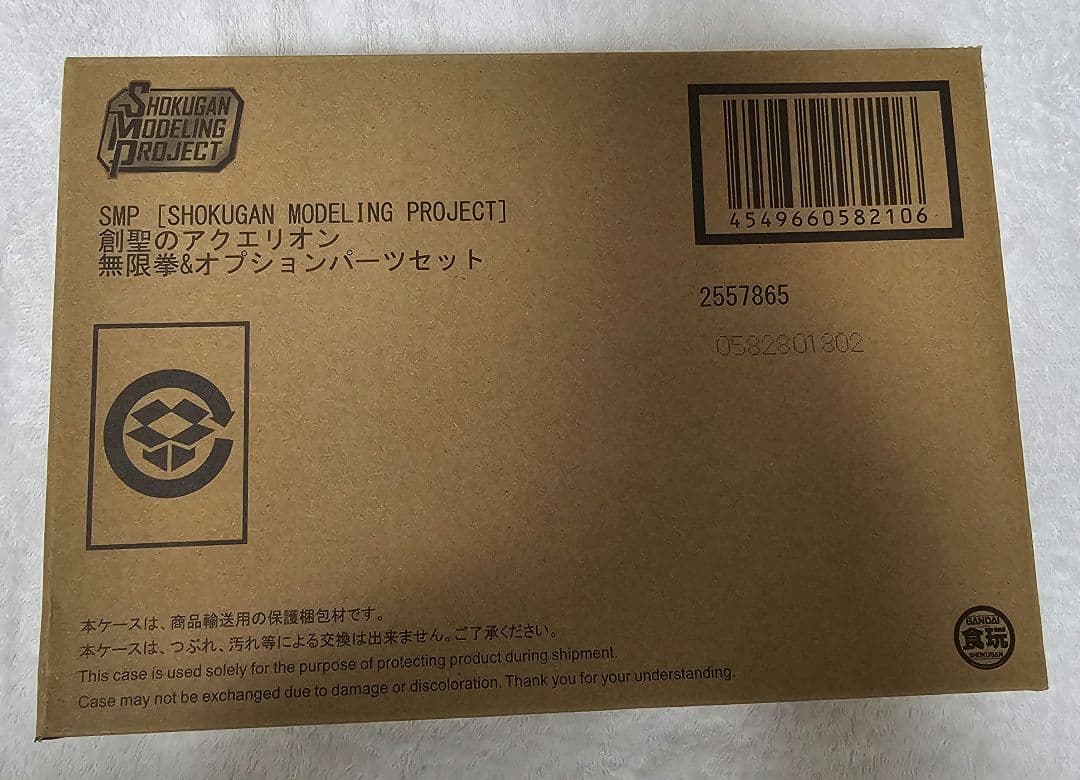 SHOKUGAN
MODELING
PROJECT
SMP [SHOKUGAN MODELING PROJECT]
創聖のアクエリオン
無限拳&オプションパーツセット
4549660582106
2557865
0582801802
本ケースは、商品輸送用の保護梱包材です。
本ケースは、つぶれ、汚れ等による交換は出来ません。ご了承ください。
This case is used solely for the purpose of protecting product during shipment.
Case may not be exchanged due to damage or discoloration. Thank you for your understanding.
BANDAI
食玩
SHOKUGAN